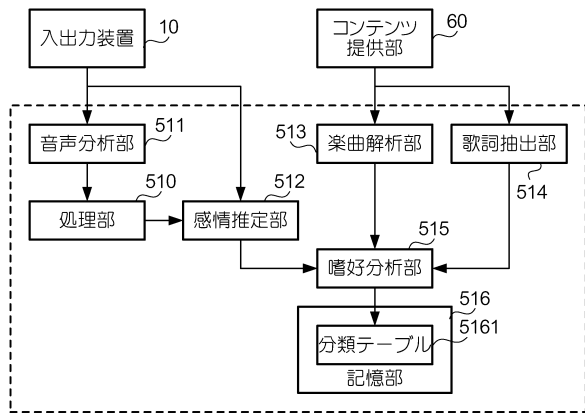 入出力装置
10
コンテンツ
提供部
60
音声分析部
511
513
楽曲解析部
歌詞抽出部
514
510
処理部
512
感情推定部
515
嗜好分析部
516
5161
分類テーブル
記憶部